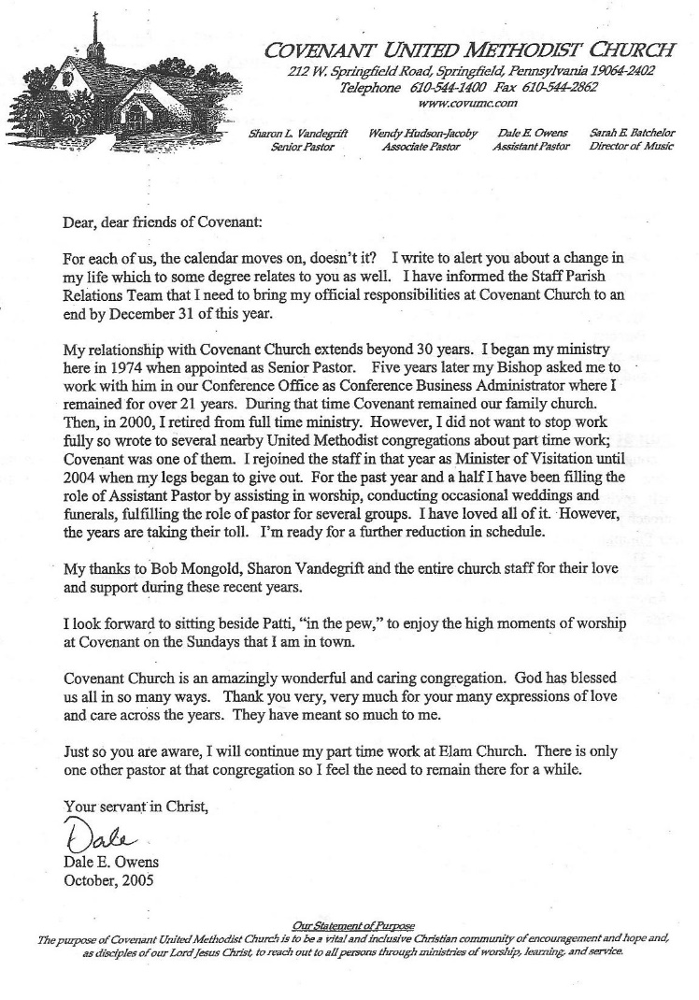 COVENANT UNITED METHODIST CHURCH
212 W. Springfield Road, Springfield, Pennsylvania 19064-2402
Telephone 610-544-1400 Fax 610-544-2862
www.covumc.com
Sharon L. Vandegrift Wendy Hudson-Jacoby Dale E. Owens Sarah E. Batchelor
Senior Pastor Associate Pastor Assistant Pastor Director of Music
Dear, dear friends of Covenant:
For each of us, the calendar moves on, doesn't it? I write to alert you about a change in
my life which to some degree relates to you as well. I have informed the Staff Parish
Relations Team that I need to bring my official responsibilities at Covenant Church to an
end by December 31 of this year.
My relationship with Covenant Church extends beyond 30 years. I began my ministry
here in 1974 when appointed as Senior Pastor. Five years later my Bishop asked me to
work with him in our Conference Office as Conference Business Administrator where I
remained for over 21 years. During that time Covenant remained our family church.
Then, in 2000, I retired from full time ministry. However, I did not want to stop work
fully so wrote to several nearby United Methodist congregations about part time work;
Covenant was one of them. I rejoined the staff in that year as Minister of Visitation until
2004 when my legs began to give out. For the past year and a half I have been filling the
role of Assistant Pastor by assisting in worship, conducting occasional weddings and
funerals, fulfilling the role of pastor for several groups. I have loved all of it. However,
the years are taking their toll. I'm ready for a further reduction in schedule.
My thanks to Bob Mongold, Sharon Vandegrift and the entire church staff for their love
and support during these recent years.
I look forward to sitting beside Patti, "in the pew," to enjoy the high moments of worship
at Covenant on the Sundays that I am in town.
Covenant Church is an amazingly wonderful and caring congregation. God has blessed
us all in so many ways. Thank you very, very much for your many expressions of love
and care across the years. They have meant so much to me.
Just so you are aware, I will continue my part time work at Elam Church. There is only
one other pastor at that congregation so I feel the need to remain there for a while.
Your servant in Christ,
Dale
Dale E. Owens
October, 2005
Our Statement of Purpose
The purpose of Covenant United Methodist Church is to be a vital and inclusive Christian community of encouragement and hope and,
as disciples of our Lord Jesus Christ, to reach out to all persons through ministries of worship, learning, and service.